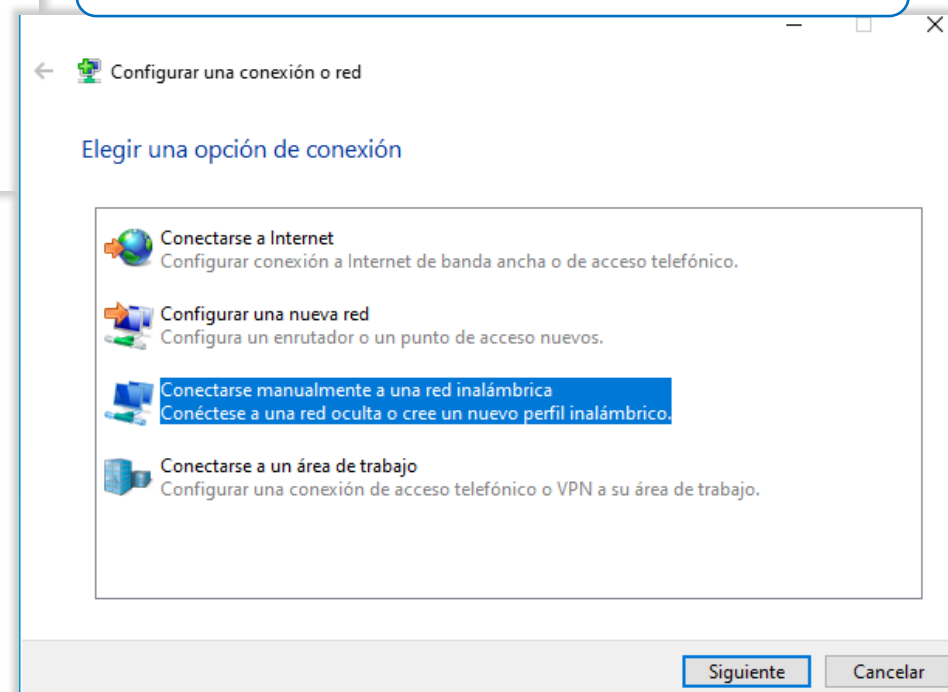 Configurar una conexión o red
Elegir una opción de conexión
Conectarse a Internet
Configurar conexión a Internet de banda ancha o de acceso telefónico.
Configurar una nueva red
Configura un enrutador o un punto de acceso nuevos.
Conectarse manualmente a una red inalámbrica
Conéctese a una red oculta o cree un nuevo perfil inalámbrico.
Conectarse a un área de trabajo
Configurar una conexión de acceso telefónico o VPN a su área de trabajo.
Siguiente
Cancelar